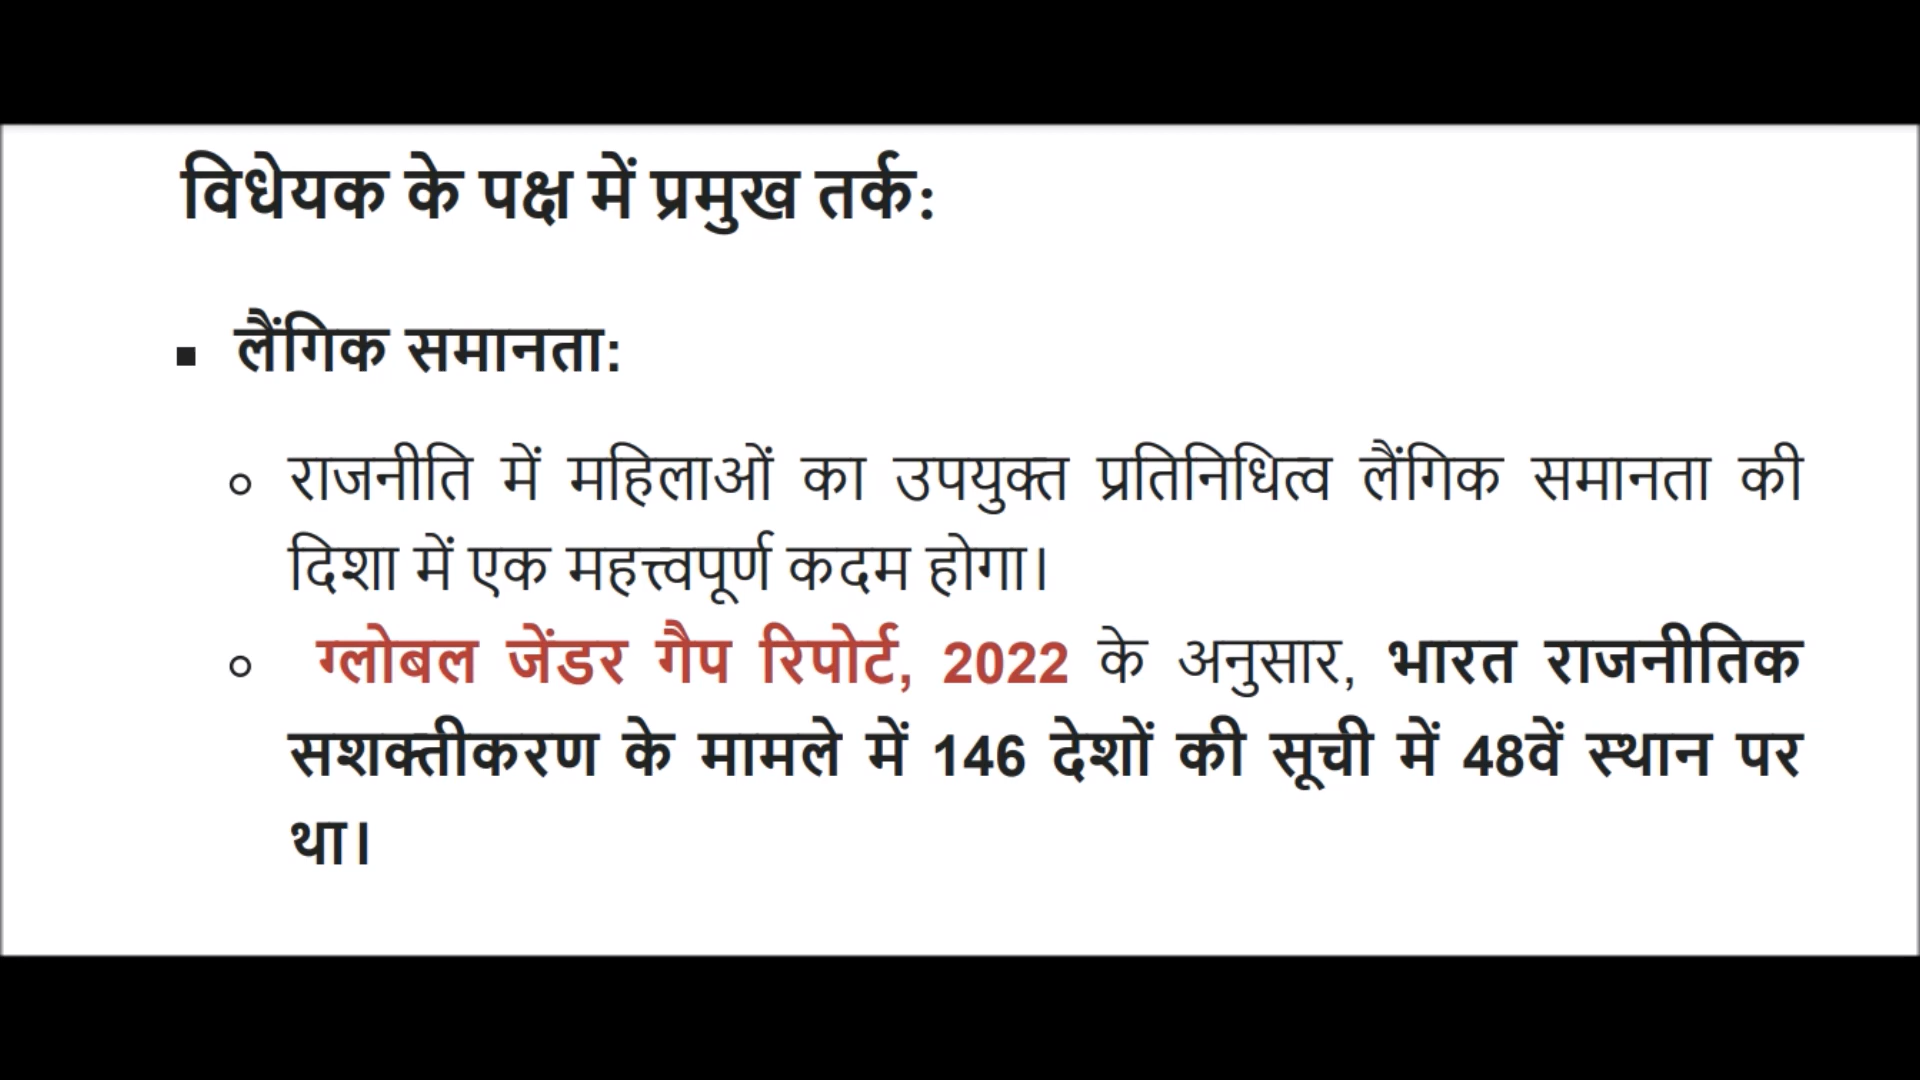 विधेयक के पक्ष में प्रमुख तर्क:
▪ लैंगिक समानता:
○ राजनीति में महिलाओं का उपयुक्त प्रतिनिधित्व लैंगिक समानता की
दिशा में एक महत्त्वपूर्ण कदम होगा।
○ ग्लोबल जेंडर गैप रिपोर्ट, 2022 के अनुसार, भारत राजनीतिक
सशक्तीकरण के मामले में 146 देशों की सूची में 48वें स्थान पर
था।